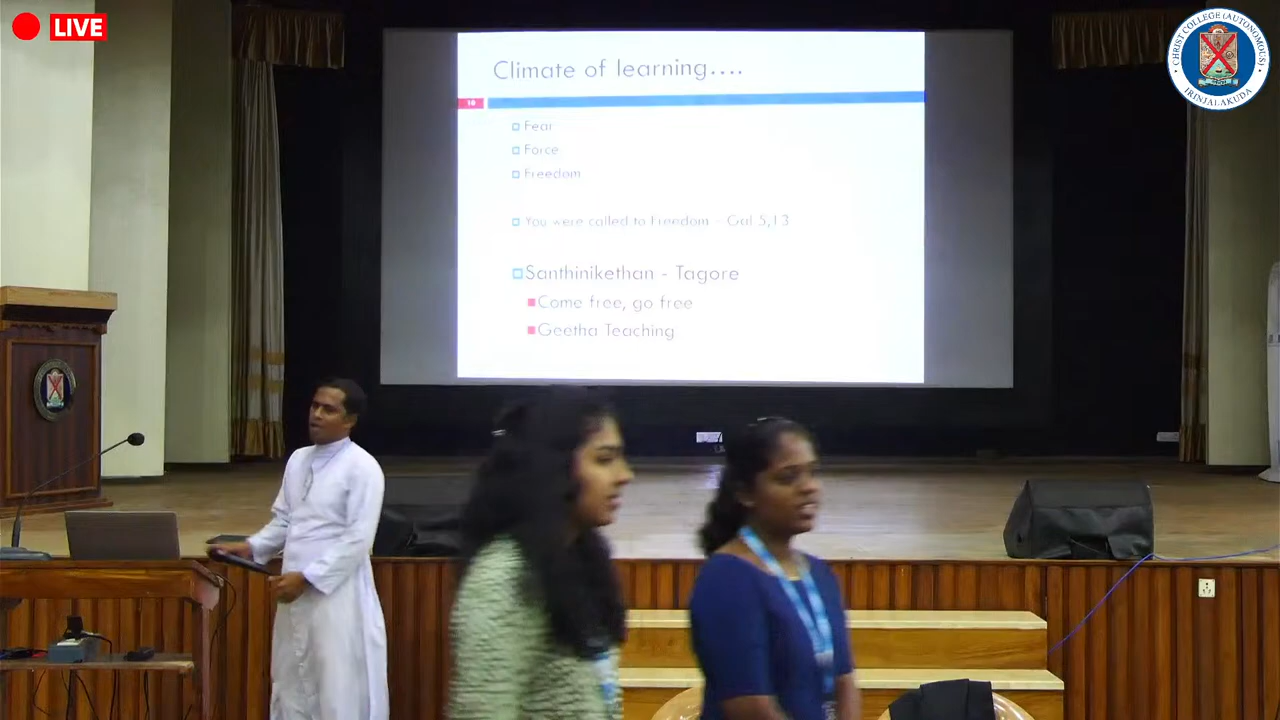 LIVE
CHRIST COLLEGE (AUTONOMOUS)
IRINJALAKUDA
Climate of learning....
10
Fear
Force
Freedom
You were called to Freedom - Gal 5,13
Santhinikethan - Tagore
Come free, go free
Geetha Teaching